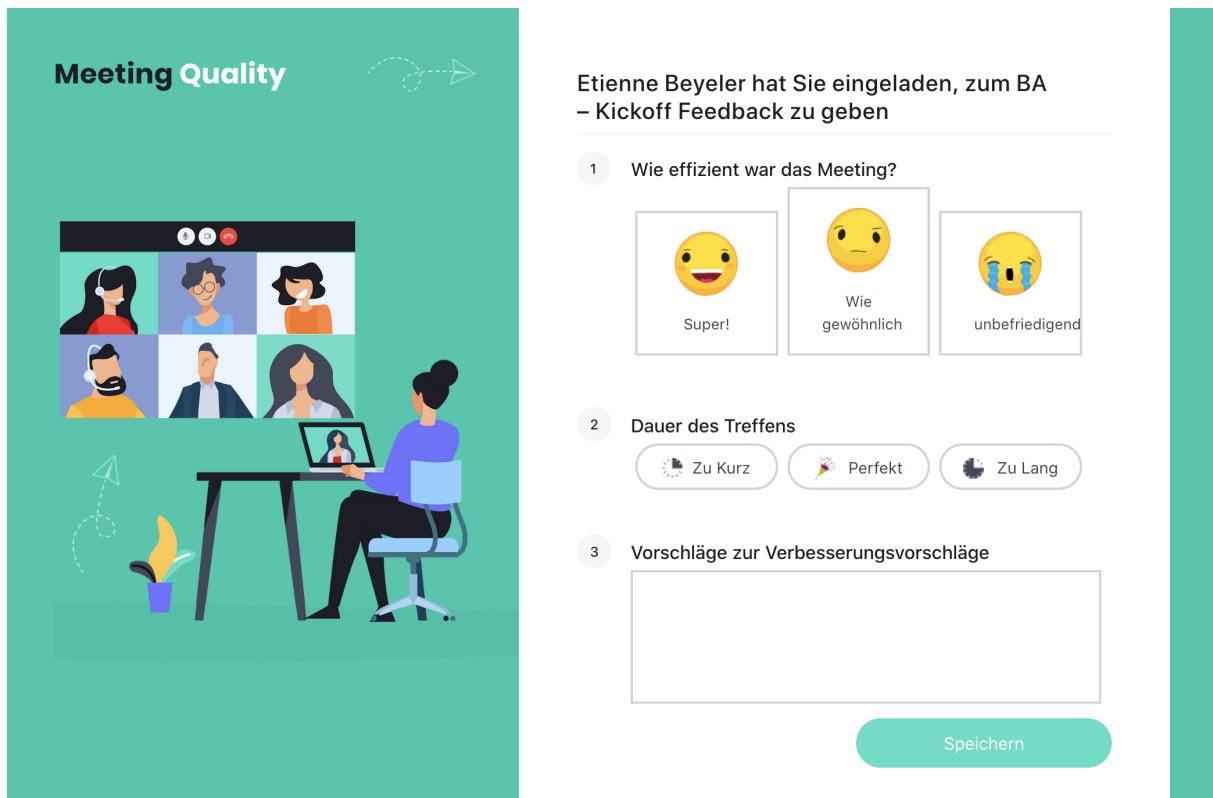 Meeting Quality
Etienne Beyeler hat Sie eingeladen, zum BA
– Kickoff Feedback zu geben
1 Wie effizient war das Meeting?
Super!
Wie
gewöhnlich
unbefriedigend
2 Dauer des Treffens
Zu Kurz
Perfekt
Zu Lang
3 Vorschläge zur Verbesserungsvorschläge
Speichern